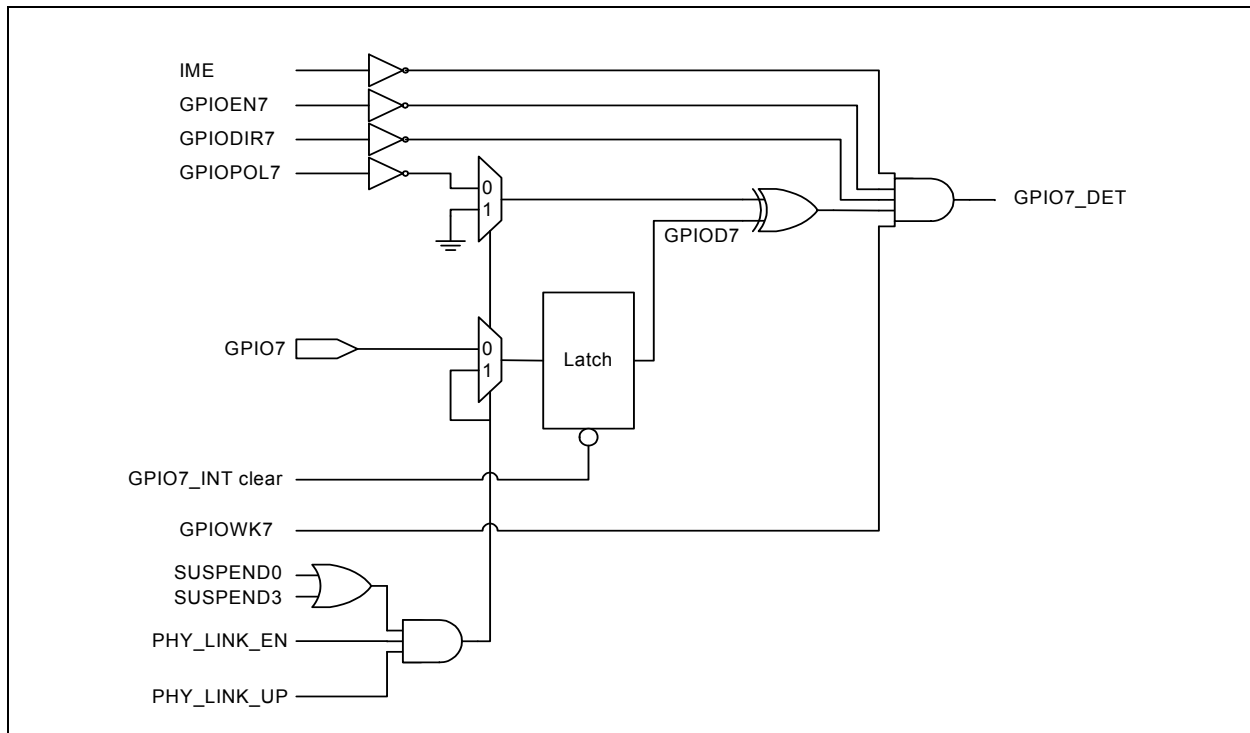 IME
GPIOEN7
GPIODIR7
GPIOPOL7
0
1
GPIO7_DET
GPIOD7
GPIO7
0
1
Latch
GPIO7_INT clear
GPIOWK7
SUSPEND0
SUSPEND3
PHY_LINK_EN
PHY_LINK_UP